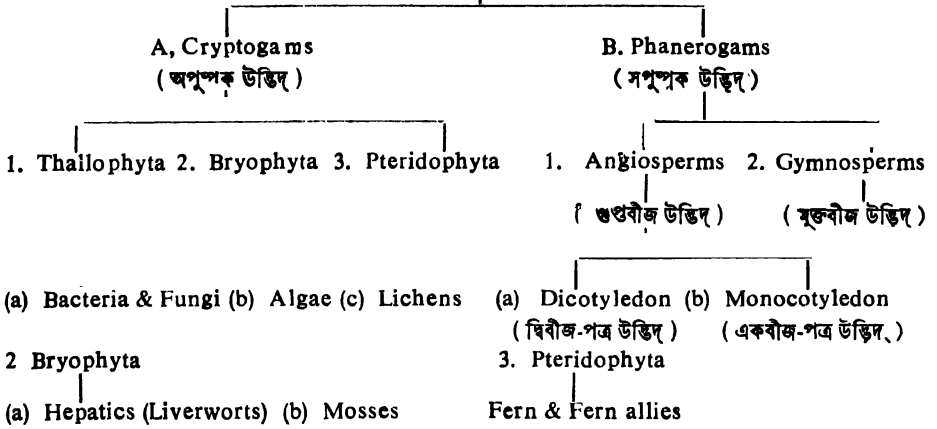 A, Cryptogams B. Phanerogams
( অপুষ্পক উদ্ভিদ্ ) ( সপুষ্পক উদ্ভিদ্ )
1. Thallophyta 2. Bryophyta 3. Pteridophyta 1. Angiosperms 2. Gymnosperms
( গুপ্তবীজ উদ্ভিদ্ ) ( মুক্তবীজ উদ্ভিদ্ )
(a) Bacteria & Fungi (b) Algae (c) Lichens (a) Dicotyledon (b) Monocotyledon
( দ্বিবীজ-পত্র উদ্ভিদ্ ) ( একবীজ-পত্র উদ্ভিদ্ )
2 Bryophyta 3. Pteridophyta
(a) Hepatics (Liverworts) (b) Mosses Fern & Fern allies